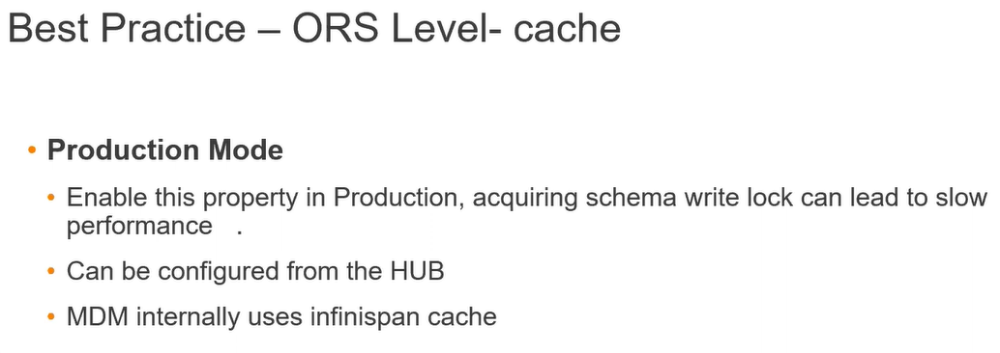 Best Practice – ORS Level- cache
• Production Mode
• Enable this property in Production, acquiring schema write lock can lead to slow
performance .
• Can be configured from the HUB
• MDM internally uses infinispan cache